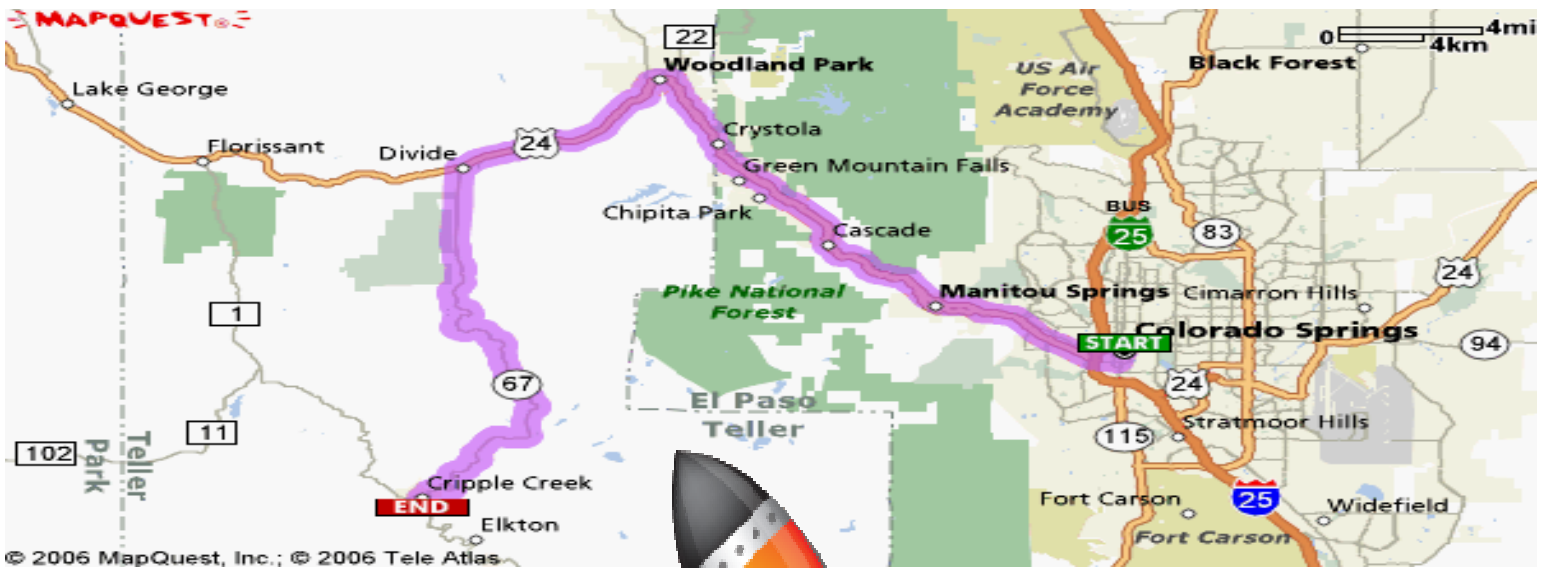 MAPQUEST®
22
Woodland Park
0 4mi
4km
Black Forest
US Air
Force
Academy
Lake George
Crystola
Florissant
Divide
24
Green Mountain Falls
Chipita Park
BUS
25
83
Cascade
24
Pike National
Forest
Manitou Springs
Cimarron Hills
1
Colorado Springs
START
94
67
24
El Paso
Teller
11
102
Park
Teller
115
Stratmoor Hills
Cripple Creek
END
Elkton
Fort Carson
25
Widefield
Fort Carson
© 2006 MapQuest, Inc.; © 2006 Tele Atlas